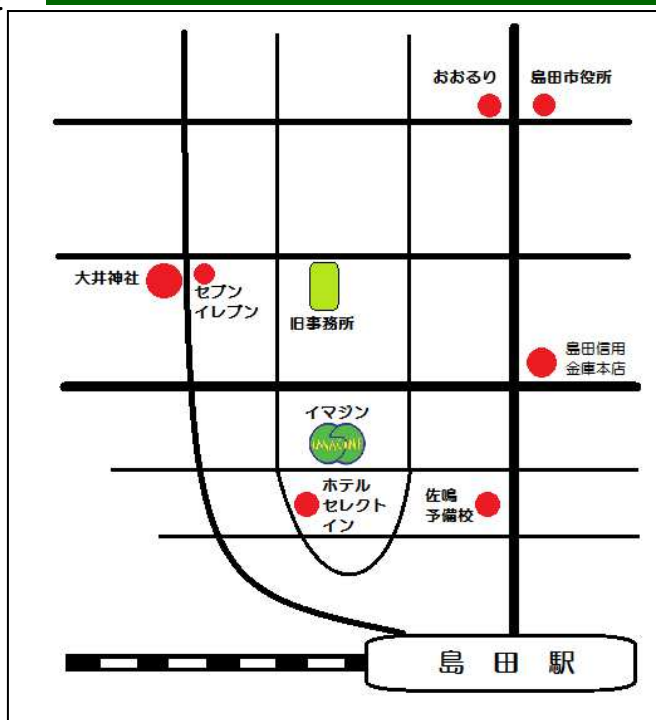 おおるり
島田市役所
大井神社
セブン
イレブン
旧事務所
島田信用
金庫本店
イマジン
IMAGINE
ホテル
セレクト
イン
佐鳴
予備校
島田駅